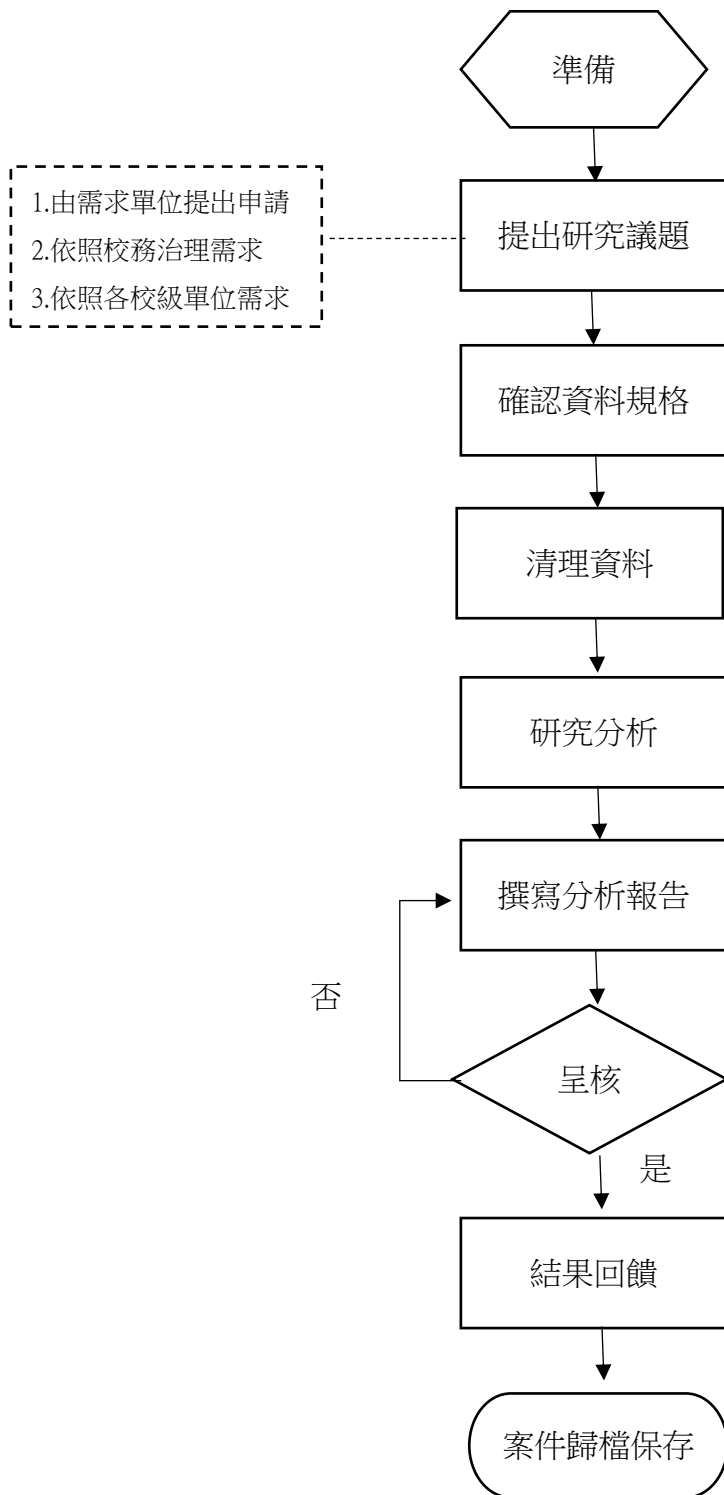 準備
1.由需求單位提出申請
2.依照校務治理需求
3.依照各校級單位需求
提出研究議題
確認資料規格
清理資料
研究分析
撰寫分析報告
否
呈核
是
結果回饋
案件歸檔保存